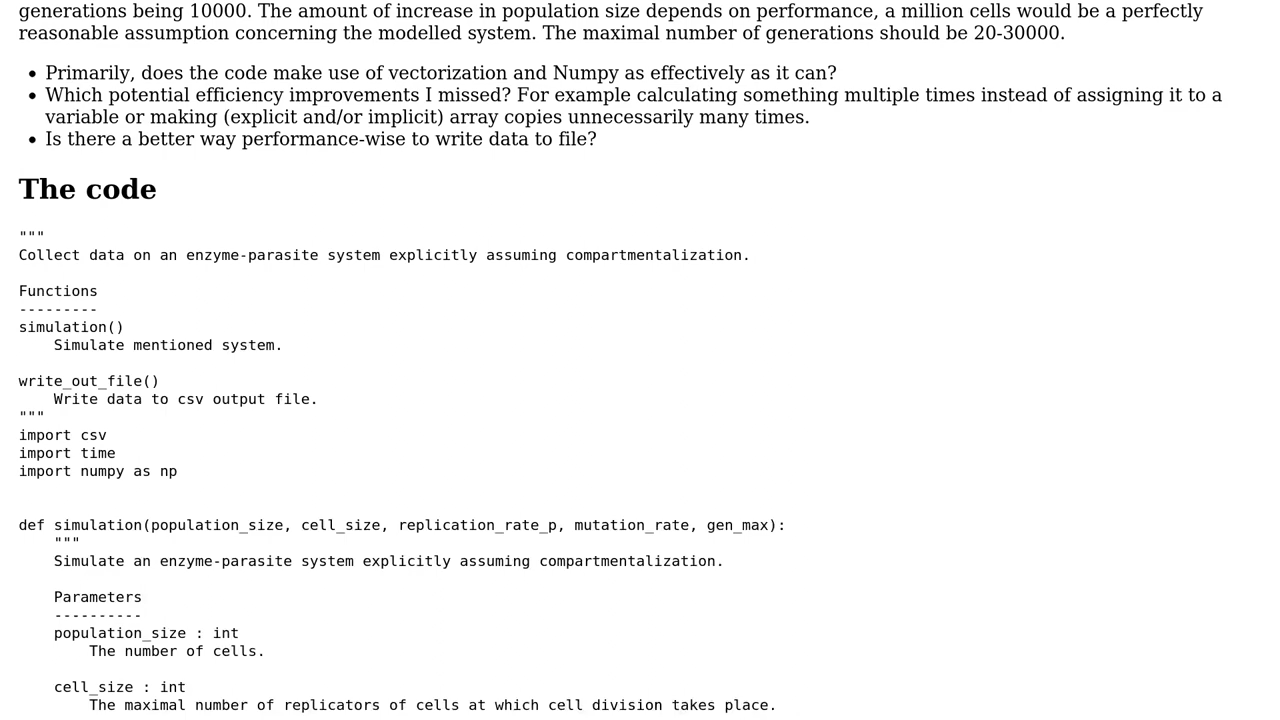 generations being 10000. The amount of increase in population size depends on performance, a million cells would be a perfectly
reasonable assumption concerning the modelled system. The maximal number of generations should be 20-30000.
• Primarily, does the code make use of vectorization and Numpy as effectively as it can?
• Which potential efficiency improvements I missed? For example calculating something multiple times instead of assigning it to a
variable or making (explicit and/or implicit) array copies unnecessarily many times.
• Is there a better way performance-wise to write data to file?
The code
"""
Collect data on an enzyme-parasite system explicitly assuming compartmentalization.
Functions
---------
simulation()
    Simulate mentioned system.
write_out_file()
    Write data to csv output file.
"""
import csv
import time
import numpy as np
def simulation(population_size, cell_size, replication_rate_p, mutation_rate, gen_max):
    """
    Simulate an enzyme-parasite system explicitly assuming compartmentalization.
    Parameters
    ----------
    population_size : int
        The number of cells.
    cell_size : int
        The maximal number of replicators of cells at which cell division takes place.